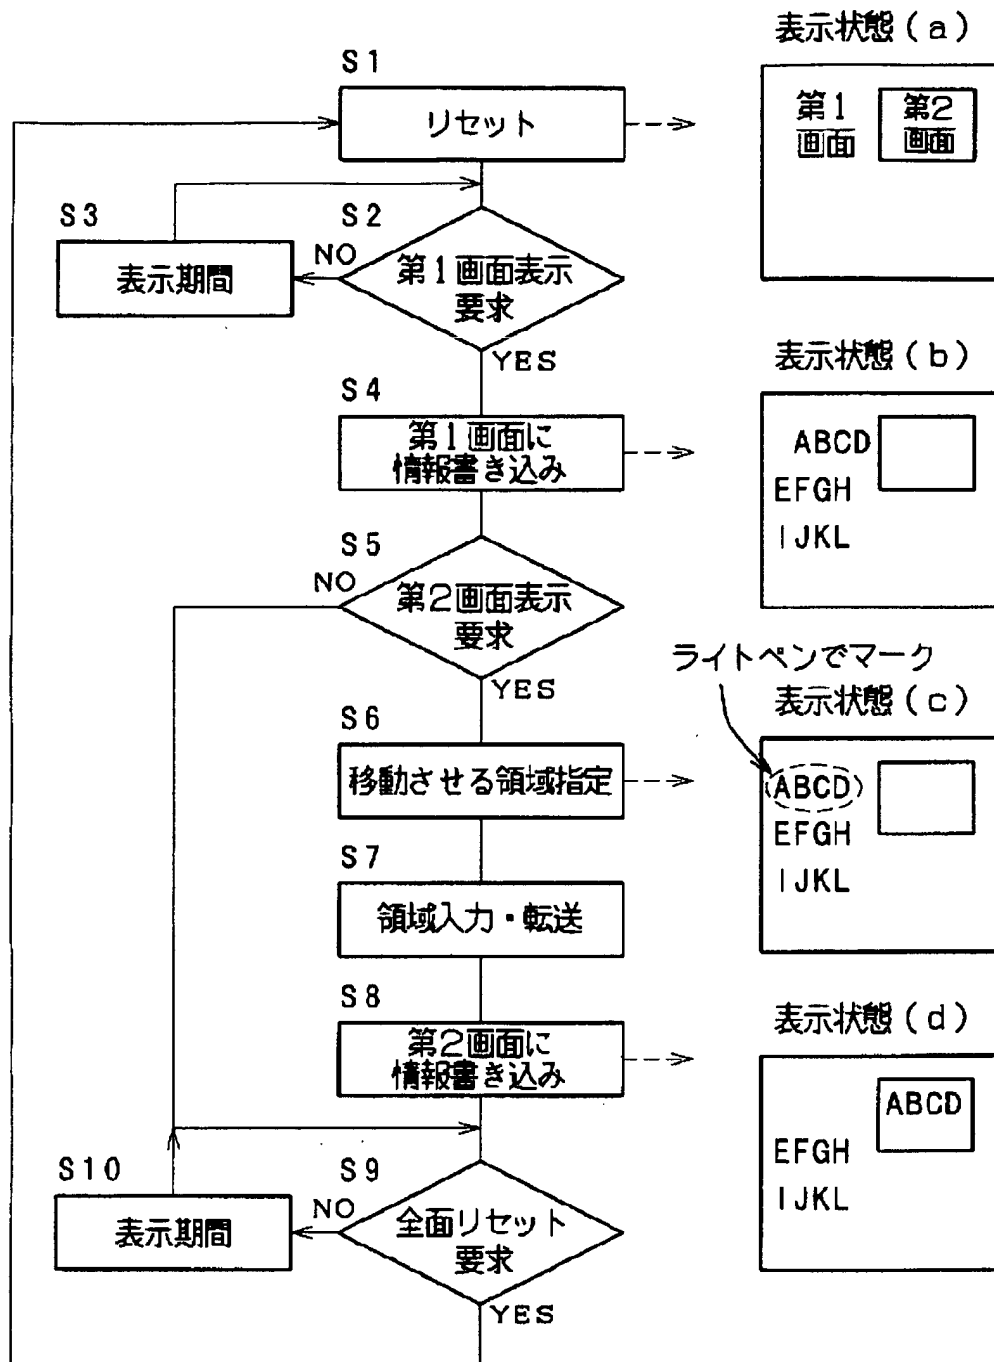 S1
リセット
S2
第1画面表示
要求
NO
YES
S3
表示期間
S4
第1画面に
情報書き込み
S5
第2画面表示
要求
NO
YES
S6
移動させる領域指定
S7
領域入力・転送
S8
第2画面に
情報書き込み
S9
全面リセット
要求
NO
YES
S10
表示期間
表示状態(a)
第1
画面
第2
画面
表示状態(b)
ABCD
EFGH
IJKL
ライトペンでマーク
表示状態(c)
ABCD
EFGH
IJKL
表示状態(d)
ABCD
EFGH
IJKL